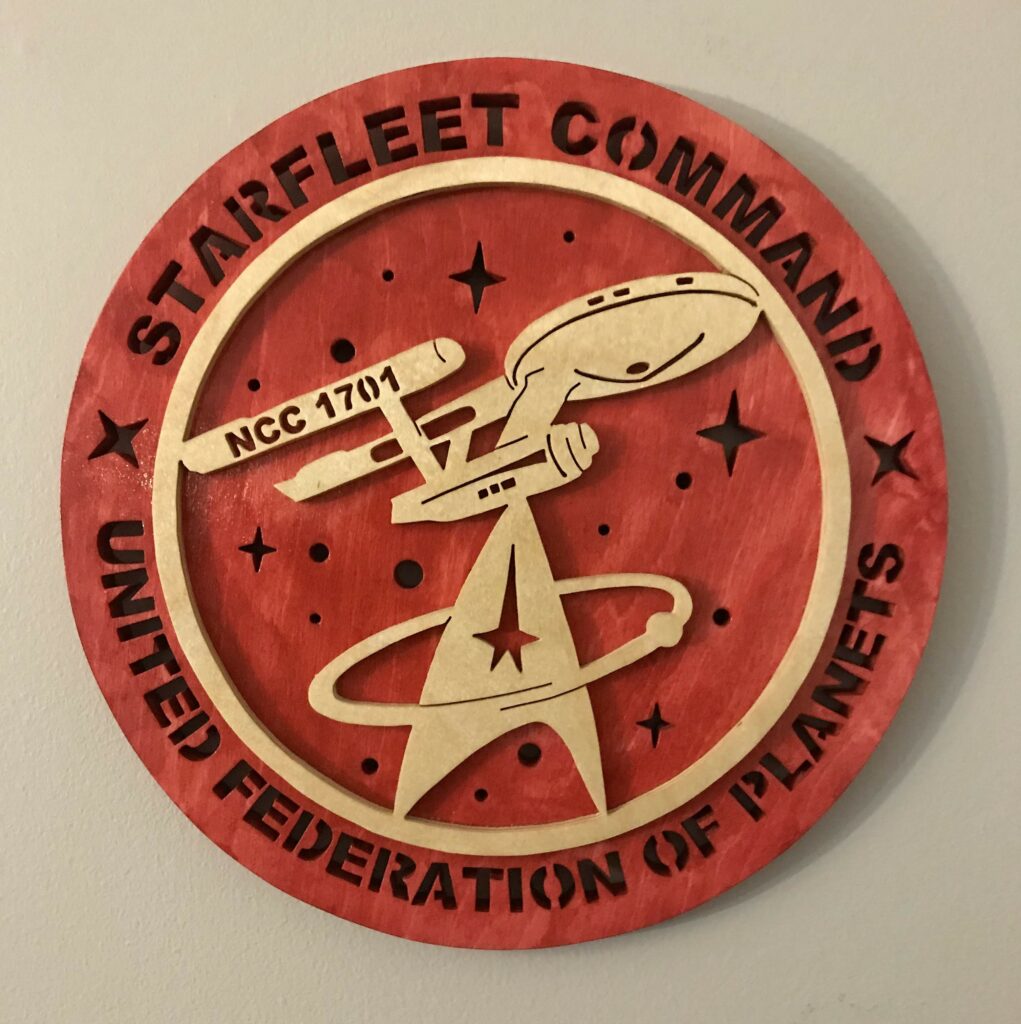 STARFLEET COMMAND
NCC 1701
UNITED FEDERATION OF PLANETS